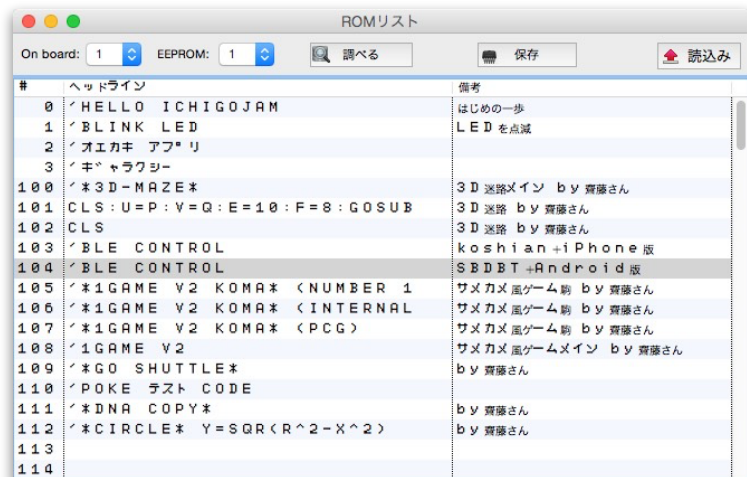 ROMリスト
On board: 1 EEPROM: 1 調べる 保存 読込み
# ヘッドライン 備考
0 'HELLO ICHIGOJAM はじめの一歩
1 'BLINK LED LEDを点滅
2 'オエカキ アプリ
3 'ギャラクシー
100 '*3D-MAZE* 3D迷路メイン by 齋藤さん
101 CLS:U=P:V=Q:E=10:F=8:GOSUB 3D迷路 by 齋藤さん
102 CLS 3D迷路 by 齋藤さん
103 'BLE CONTROL koshian+iPhone版
104 'BLE CONTROL SBDBT+Android版
105 '*1GAME V2 KOMA* (NUMBER 1 サメカメ風ゲーム駒 by 齋藤さん
106 '*1GAME V2 KOMA* (INTERNAL サメカメ風ゲーム駒 by 齋藤さん
107 '*1GAME V2 KOMA* (PCG) サメカメ風ゲーム駒 by 齋藤さん
108 '1GAME V2 サメカメ風ゲームメイン by 齋藤さん
109 '*GO SHUTTLE* by 齋藤さん
110 'POKE テスト CODE
111 '*DNA COPY* by 齋藤さん
112 '*CIRCLE* Y=SQR(R^2-X^2) by 齋藤さん
113
114